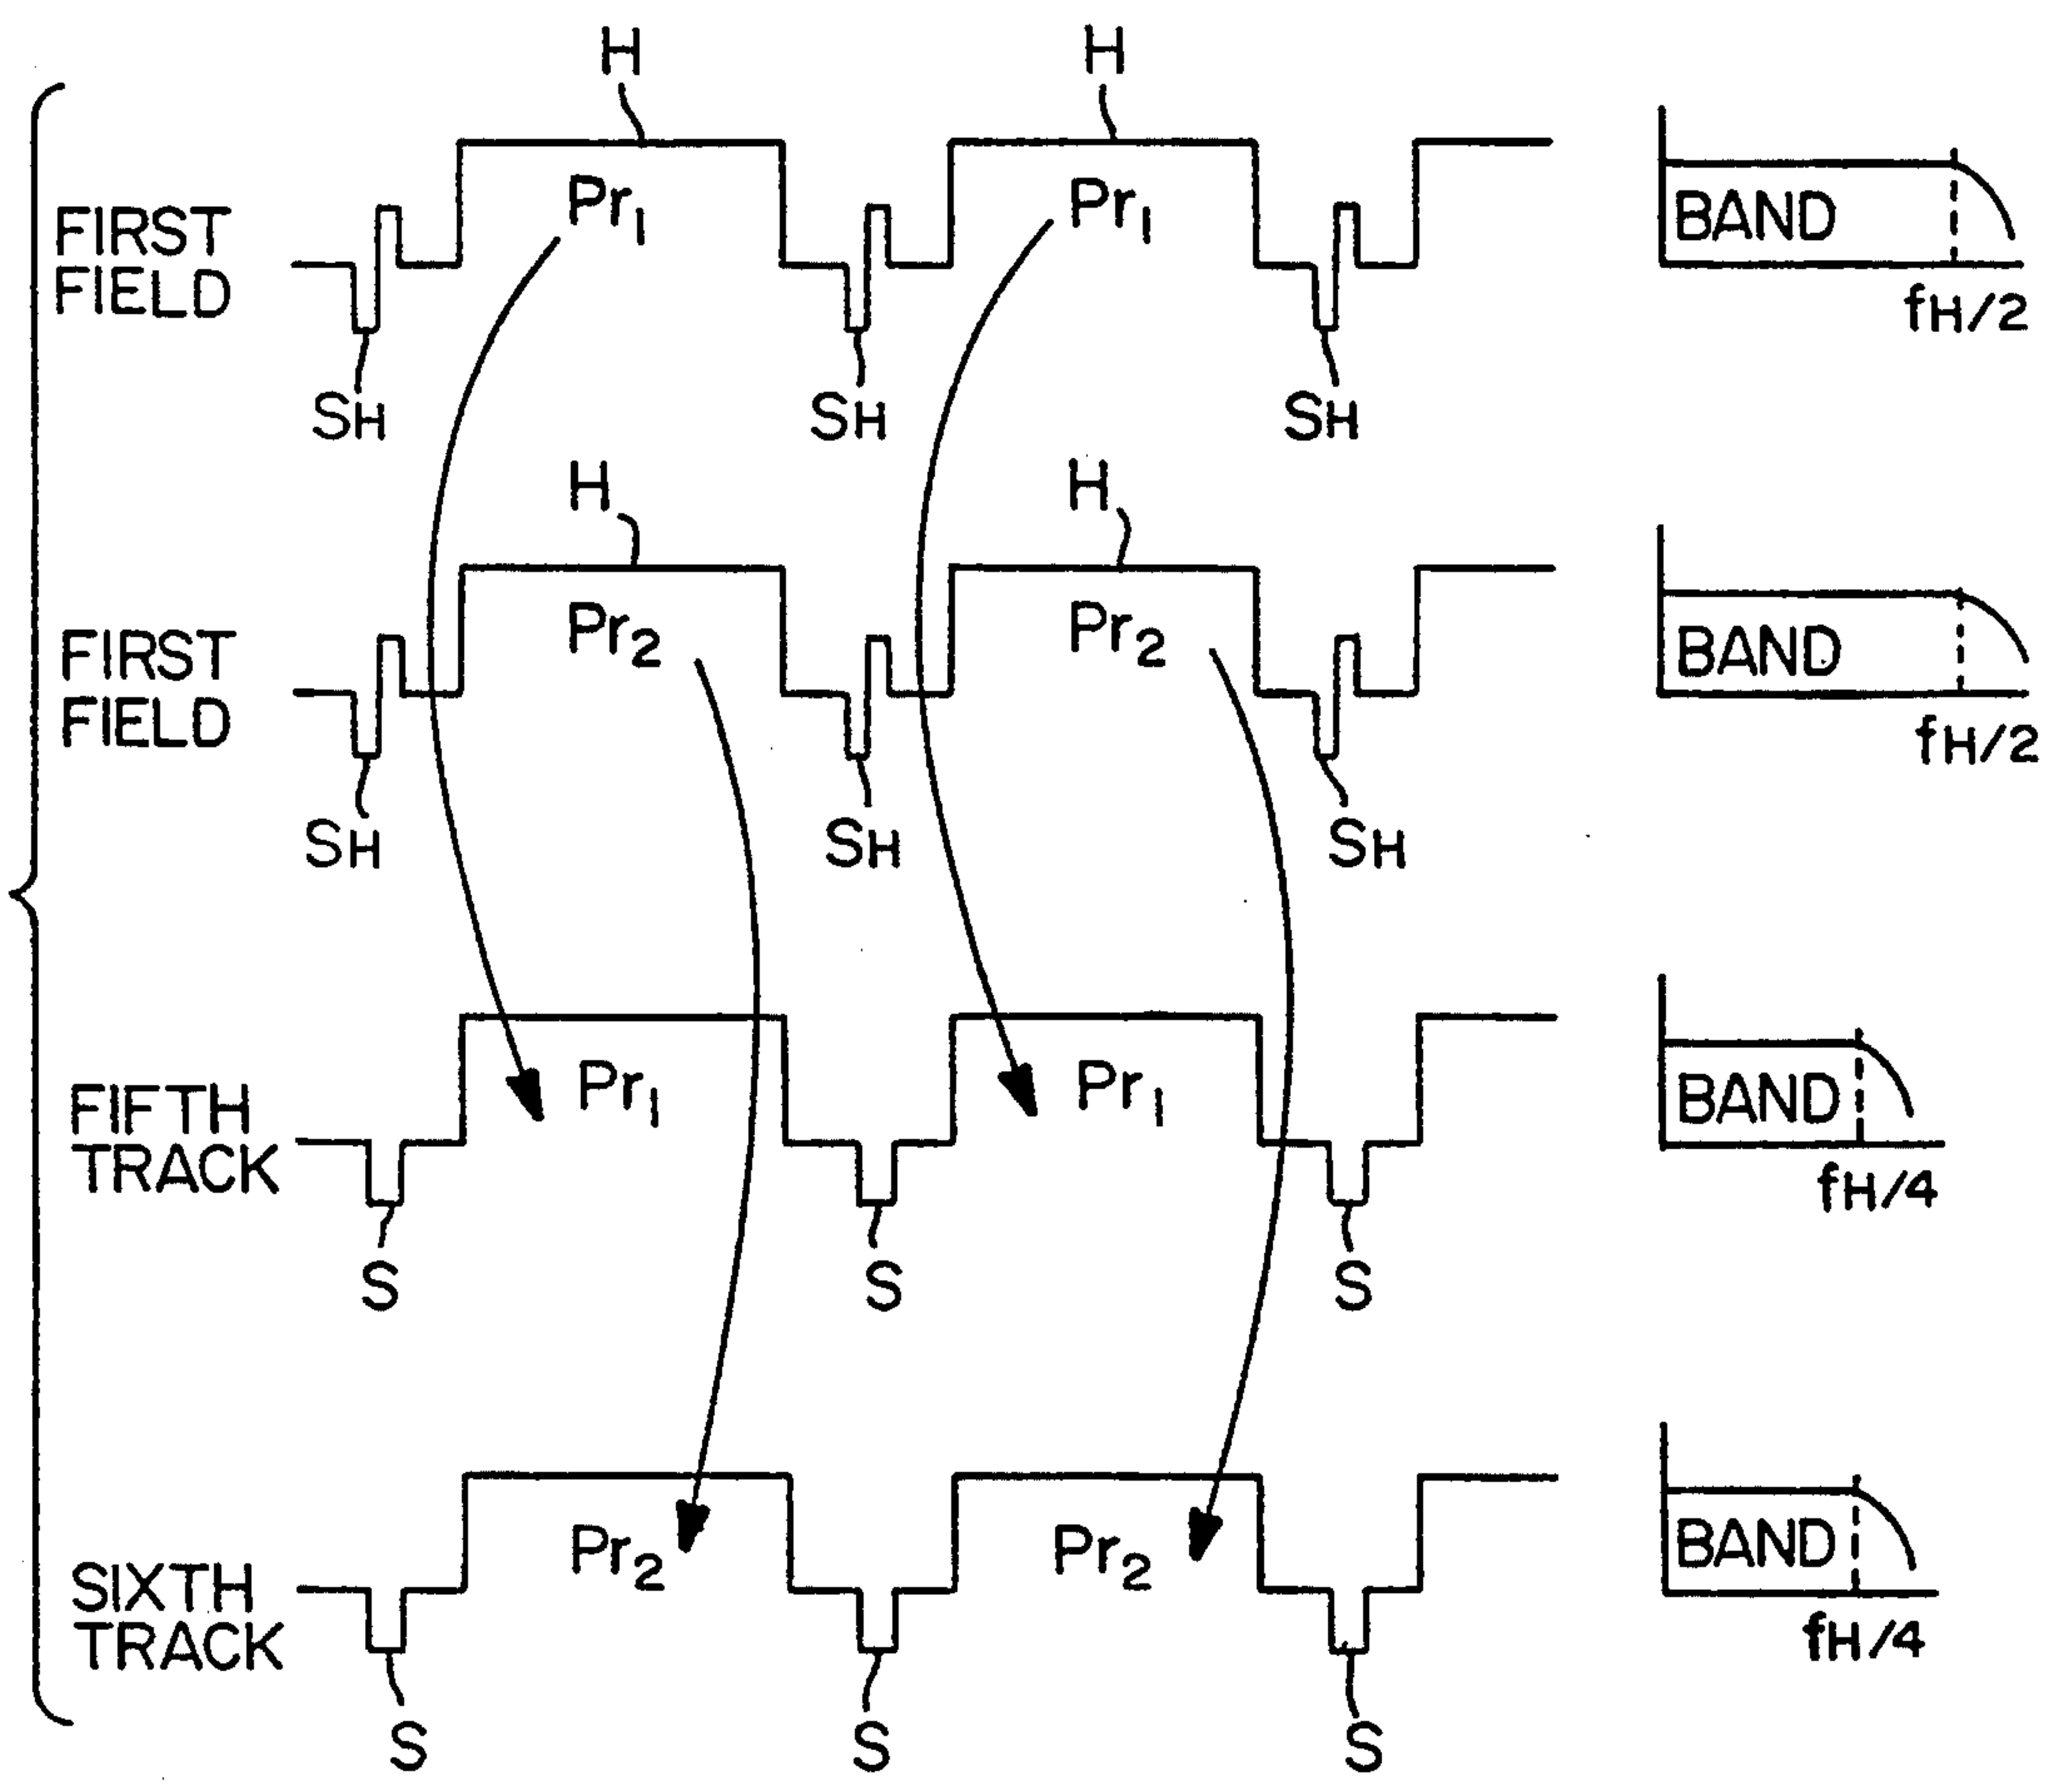 H H
Pr1 Pr1
FIRST
FIELD
BAND
fH/2
SH SH SH
H H
Pr2 Pr2
FIRST
FIELD
BAND
fH/2
SH SH SH
Pr1 Pr1
FIFTH
TRACK
BAND
fH/4
S S S
Pr2 Pr2
SIXTH
TRACK
BAND
fH/4
S S S